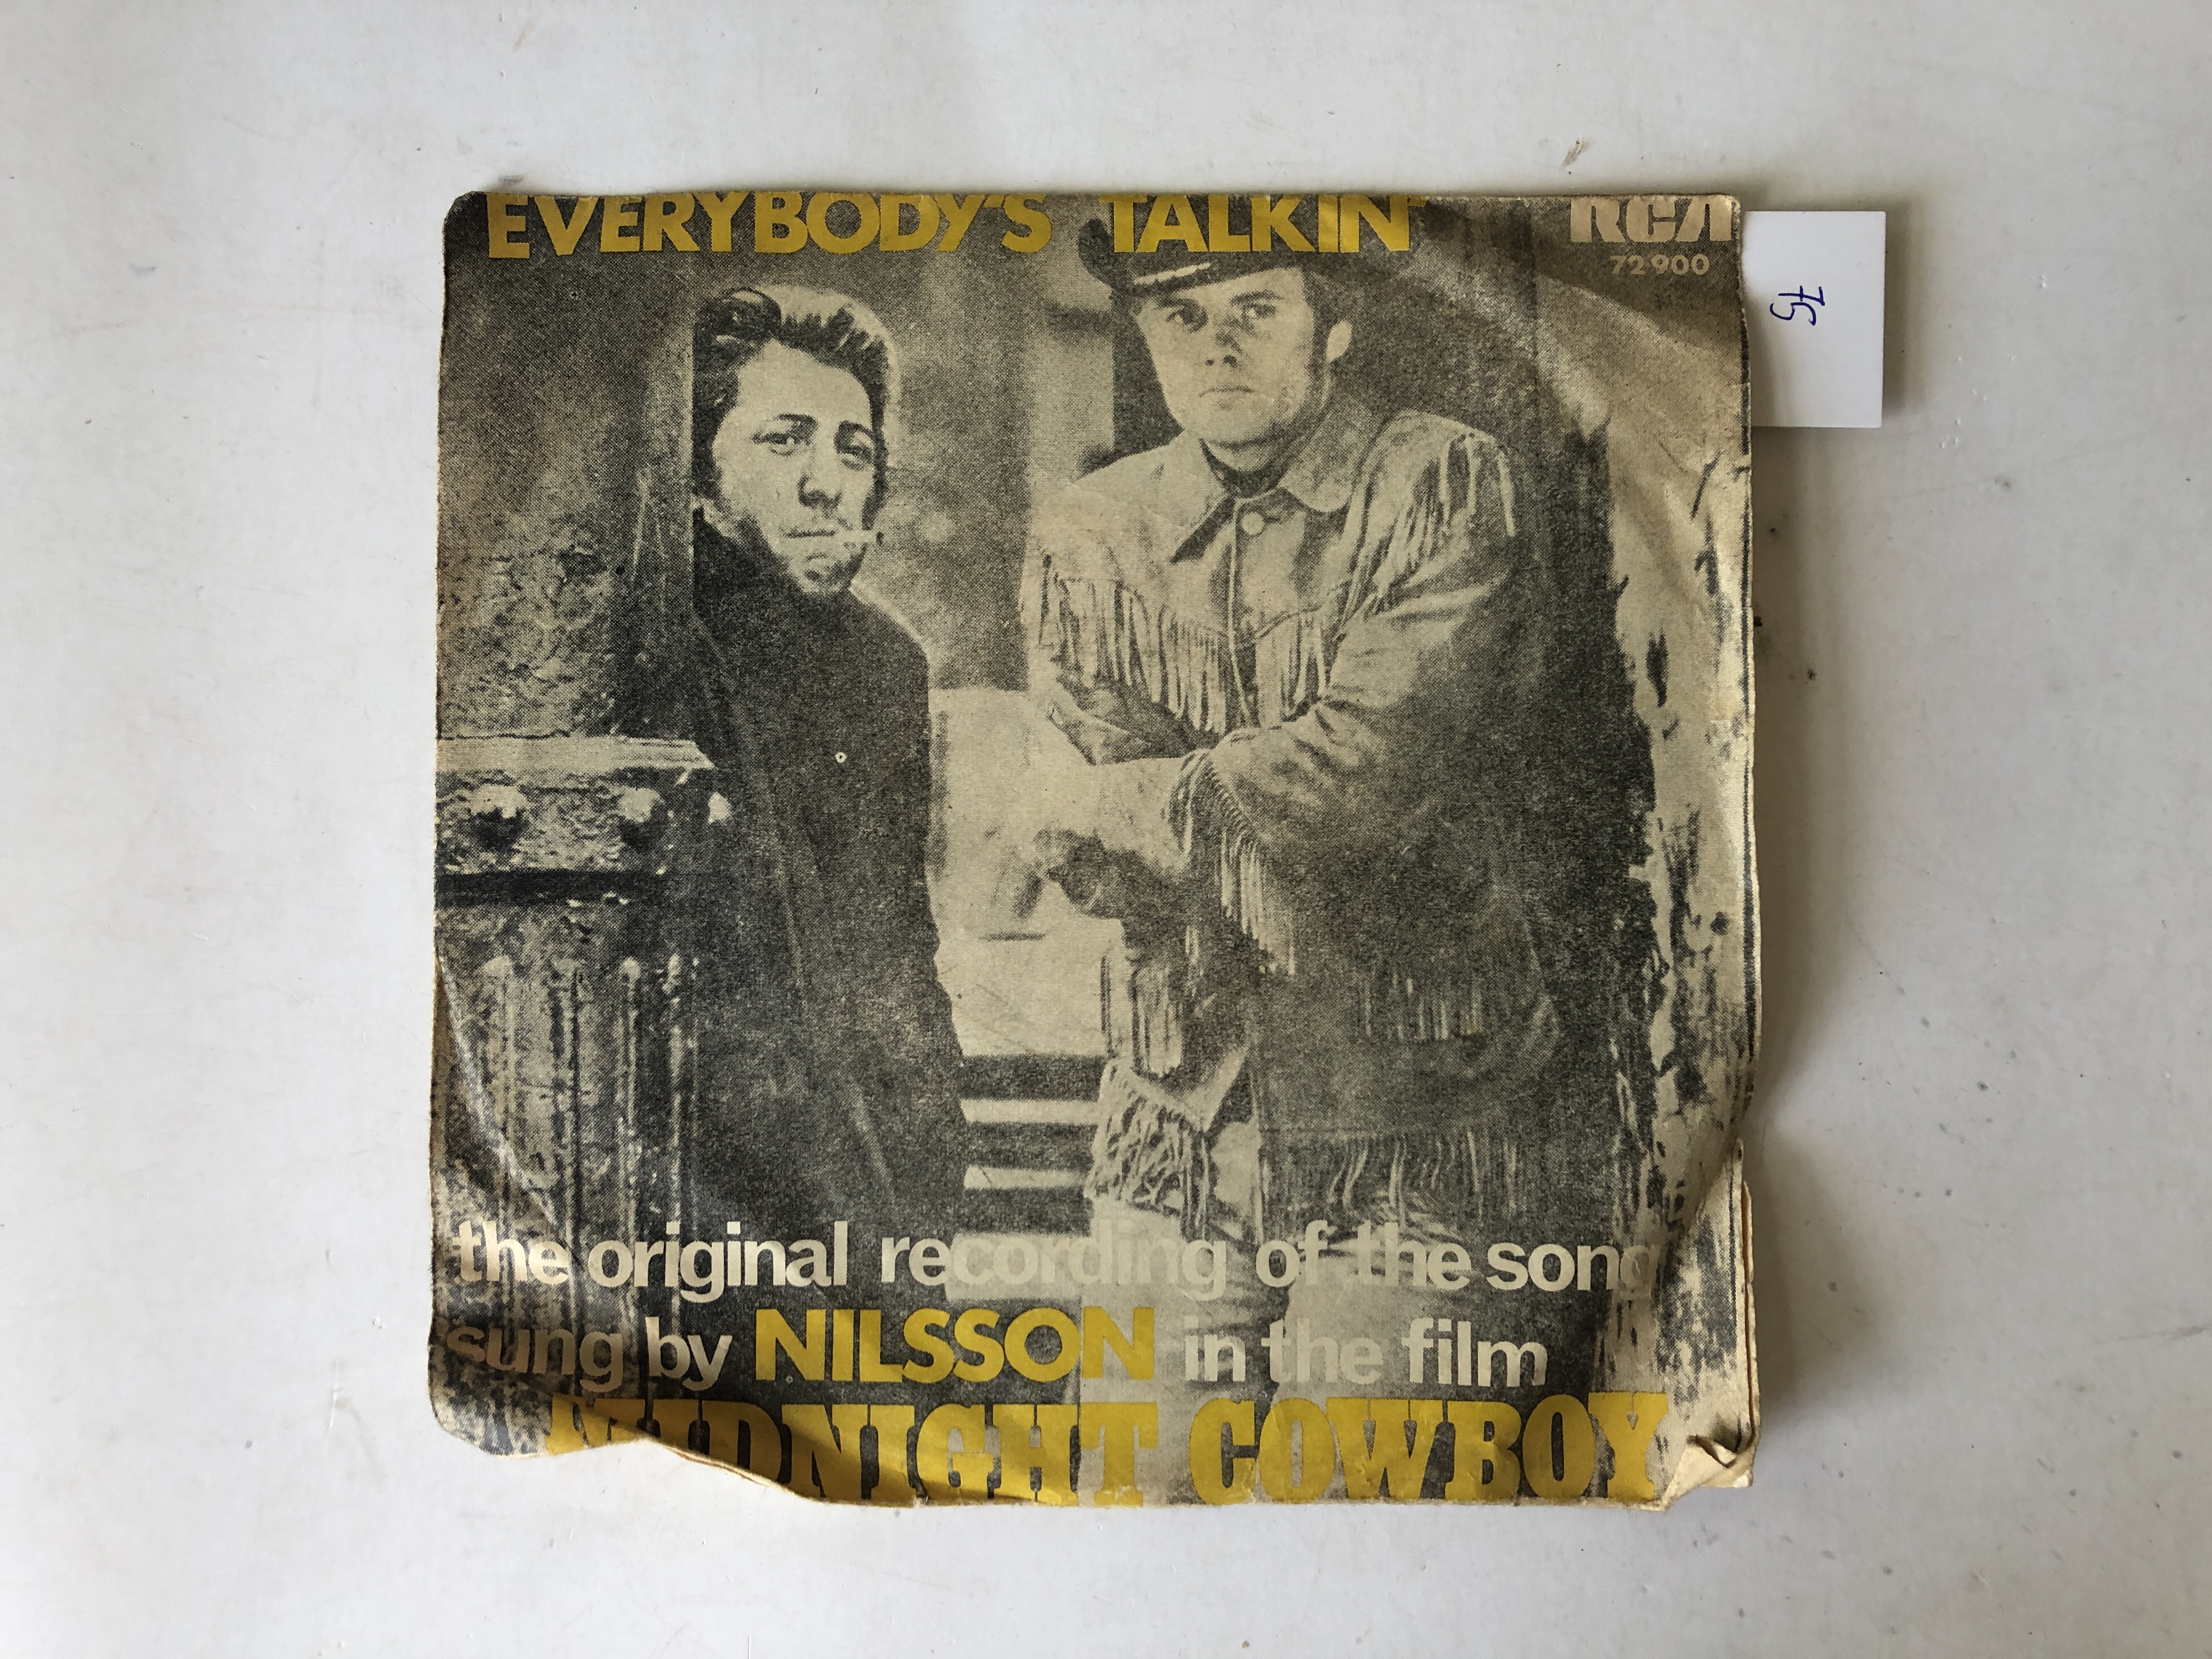 EVERYBODY'S TALKIN'
RCA
72900
75
the original recording of the song
sung by NILSSON in the film
MIDNIGHT COWBOY